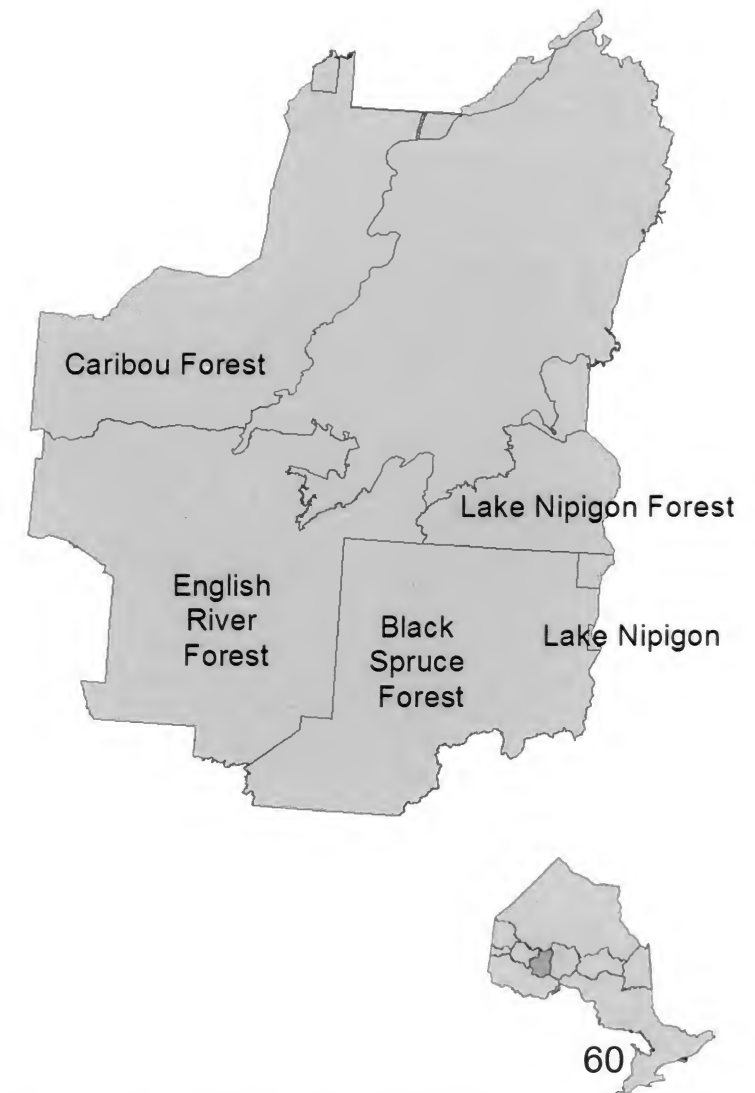 Caribou Forest
Lake Nipigon Forest
English
River
Forest
Black
Spruce
Forest
Lake Nipigon
60